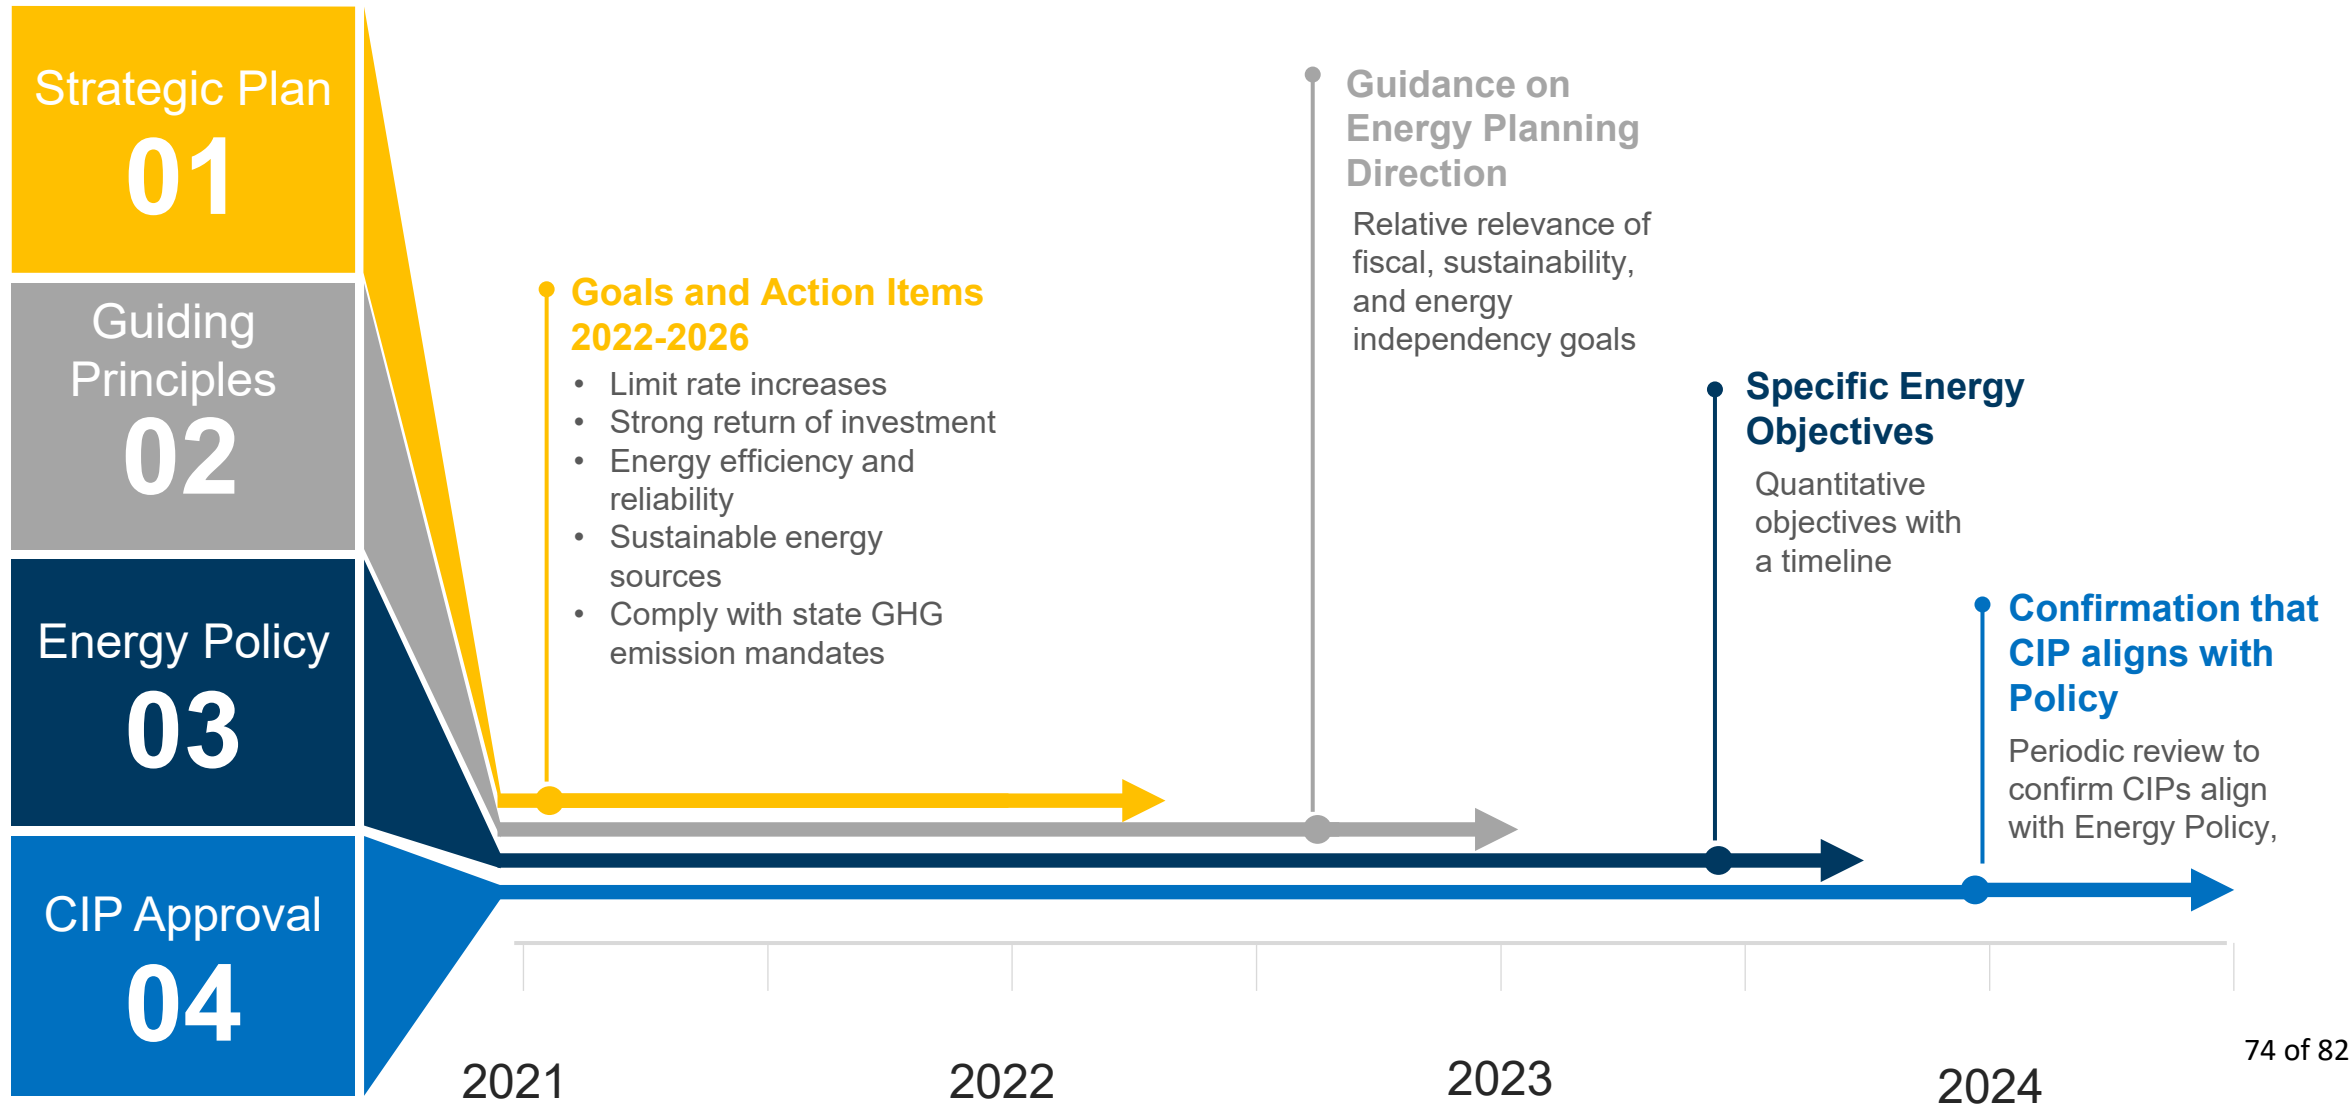 Strategic Plan
01
Guiding
Principles
02
Energy Policy
03
CIP Approval
04
Goals and Action Items
2022-2026
• Limit rate increases
• Strong return of investment
• Energy efficiency and
reliability
• Sustainable energy
sources
• Comply with state GHG
emission mandates
Guidance on
Energy Planning
Direction
Relative relevance of
fiscal, sustainability,
and energy
independency goals
Specific Energy
Objectives
Quantitative
objectives with
a timeline
Confirmation that
CIP aligns with
Policy
Periodic review to
confirm CIPs align
with Energy Policy,
2021
2022
2023
2024
74 of 82